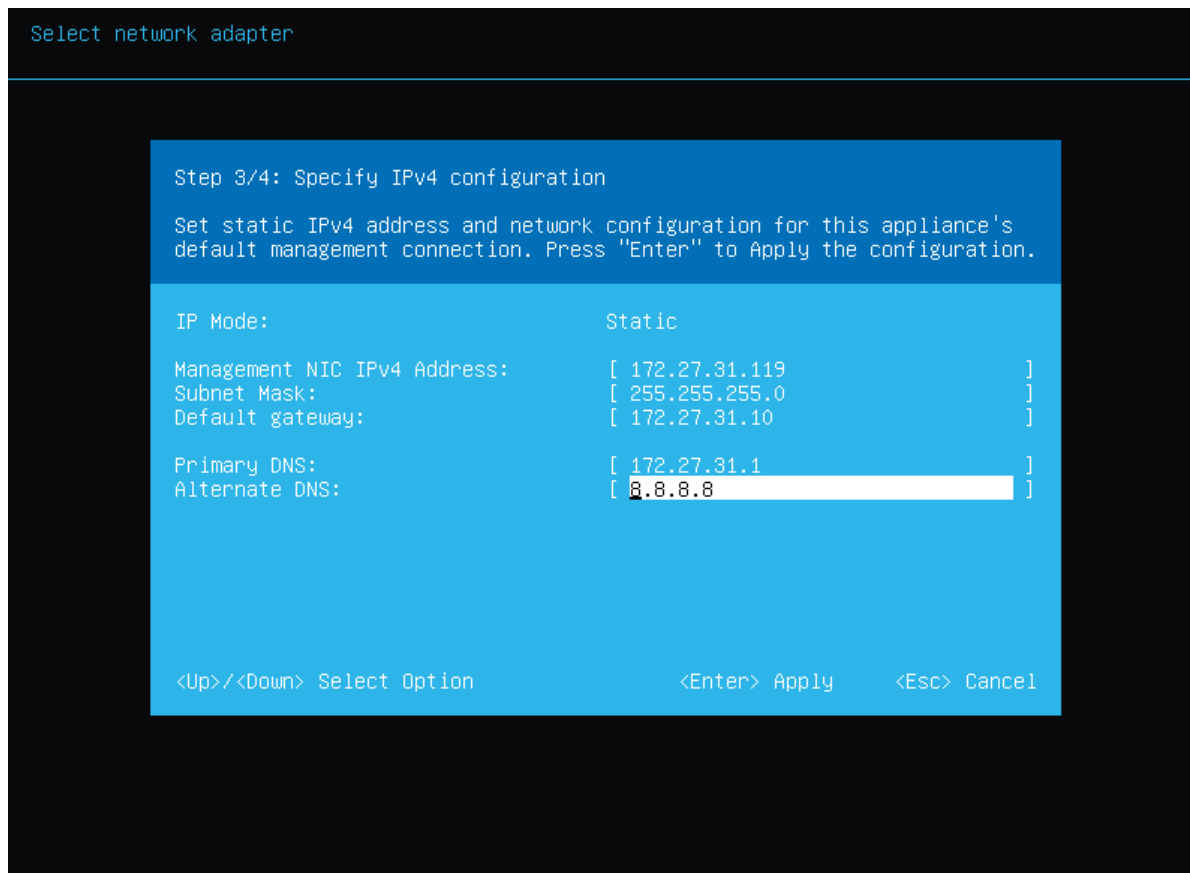 Select network adapter
Step 3/4: Specify IPv4 configuration
Set static IPv4 address and network configuration for this appliance's
default management connection. Press "Enter" to Apply the configuration.
IP Mode: Static
Management NIC IPv4 Address: [ 172.27.31.119 ]
Subnet Mask: [ 255.255.255.0 ]
Default gateway: [ 172.27.31.10 ]
Primary DNS: [ 172.27.31.1 ]
Alternate DNS: [ 8.8.8.8 ]
<Up>/<Down> Select Option <Enter> Apply <Esc> Cancel